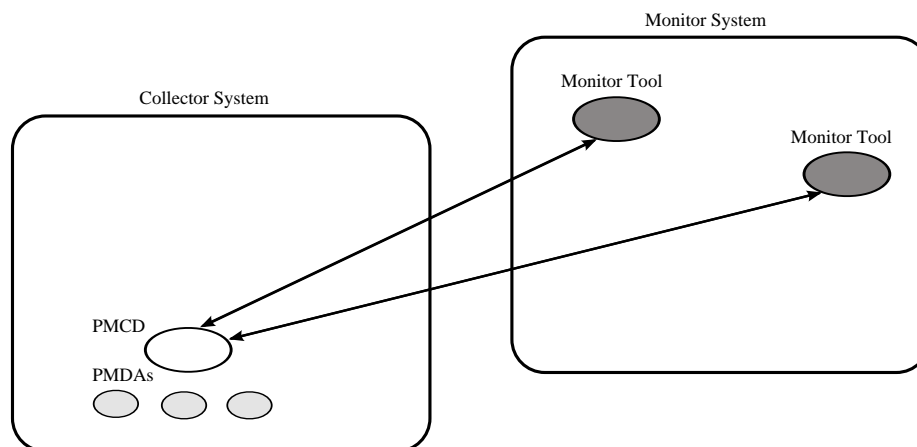 Monitor System
Monitor Tool
Collector System
Monitor Tool
PMCD
PMDAs